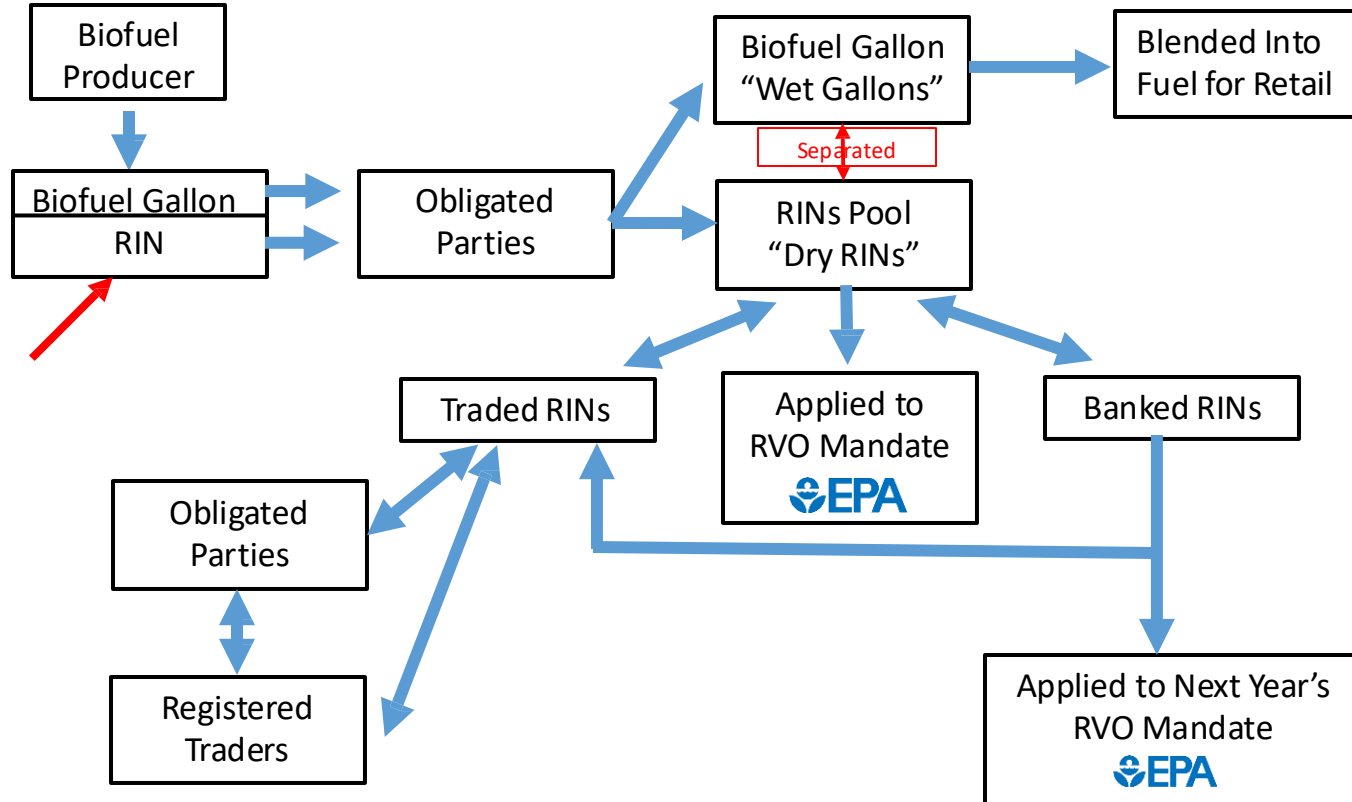 Biofuel
Producer
Biofuel Gallon
RIN
Obligated
Parties
Biofuel Gallon
“Wet Gallons”
Blended Into
Fuel for Retail
Separated
RINs Pool
“Dry RINs”
Traded RINs
Applied to
RVO Mandate
EPA
Banked RINs
Obligated
Parties
Registered
Traders
Applied to Next Year’s
RVO Mandate
EPA